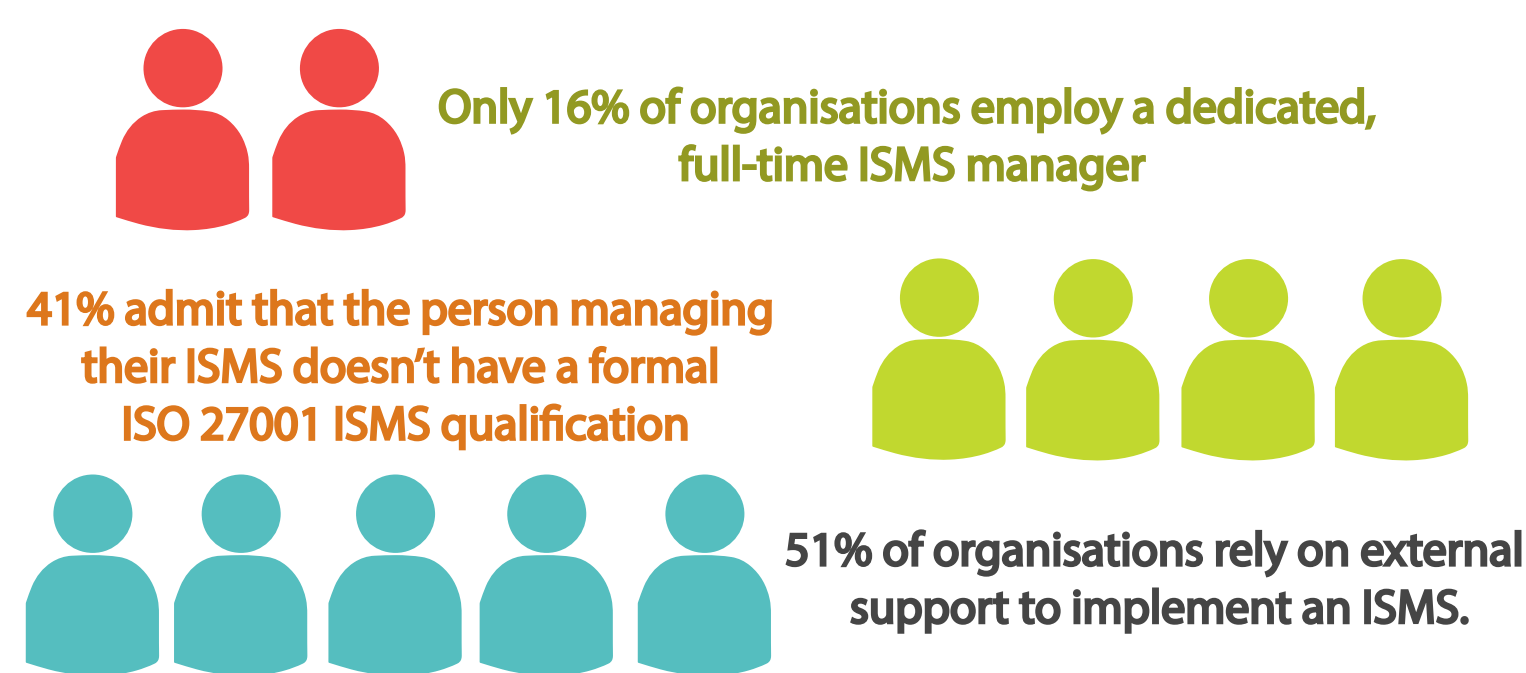 Only 16% of organisations employ a dedicated,
full-time ISMS manager
41% admit that the person managing
their ISMS doesn’t have a formal
ISO 27001 ISMS qualification
51% of organisations rely on external
support to implement an ISMS.